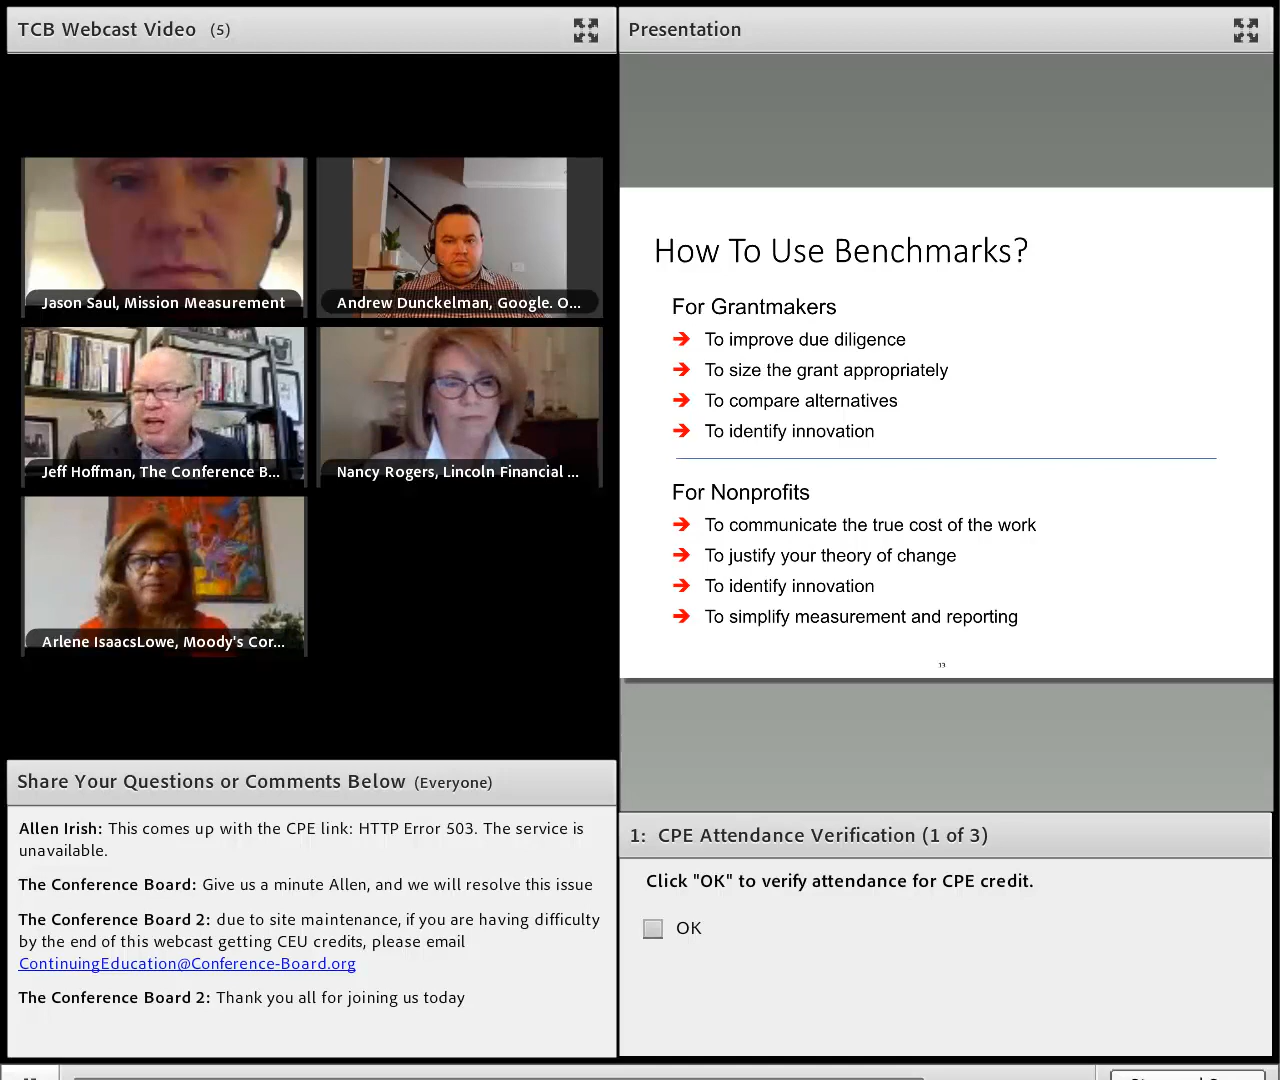 TCB Webcast Video (5)
Jason Saul, Mission Measurement
Andrew Dunckelman, Google. O...
Jeff Hoffman, The Conference B...
Nancy Rogers, Lincoln Financial ...
Arlene IsaacsLowe, Moody's Cor...
Share Your Questions or Comments Below (Everyone)
Allen Irish: This comes up with the CPE link: HTTP Error 503. The service is
unavailable.
The Conference Board: Give us a minute Allen, and we will resolve this issue
The Conference Board 2: due to site maintenance, if you are having difficulty
by the end of this webcast getting CEU credits, please email
ContinuingEducation@Conference-Board.org
The Conference Board 2: Thank you all for joining us today
Presentation
How To Use Benchmarks?
For Grantmakers
➔ To improve due diligence
➔ To size the grant appropriately
➔ To compare alternatives
➔ To identify innovation
For Nonprofits
➔ To communicate the true cost of the work
➔ To justify your theory of change
➔ To identify innovation
➔ To simplify measurement and reporting
13
1: CPE Attendance Verification (1 of 3)
Click "OK" to verify attendance for CPE credit.
OK